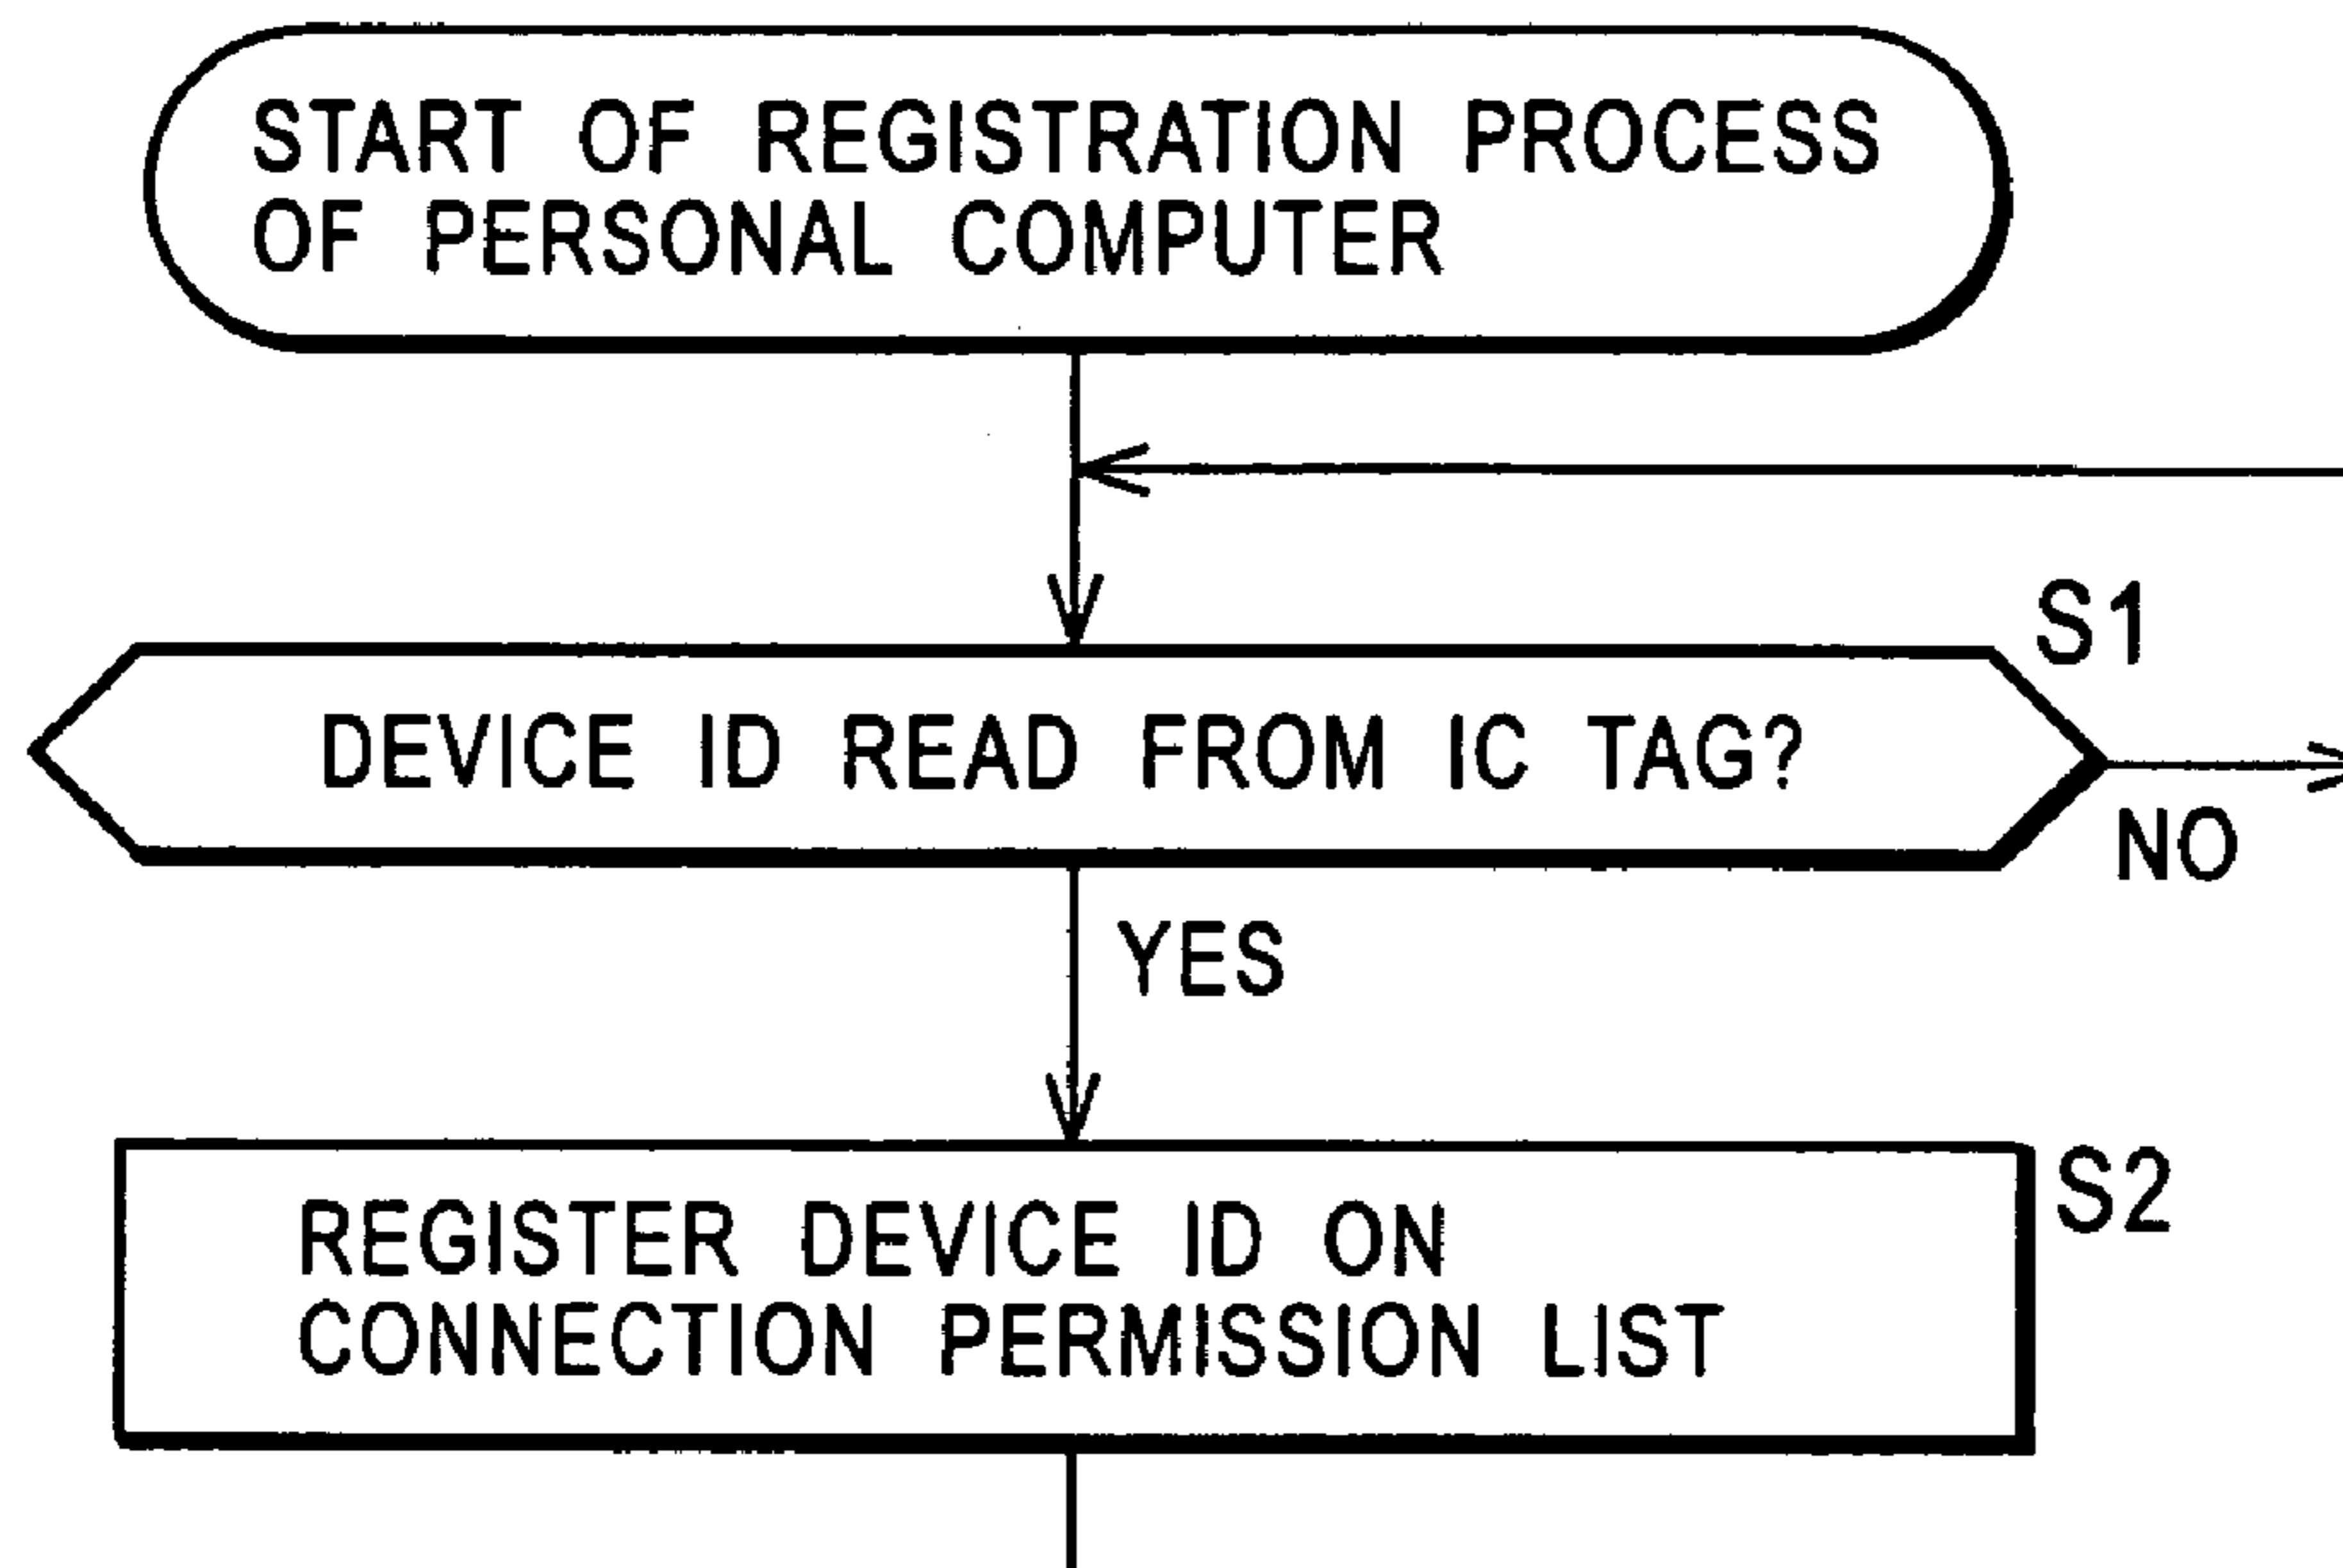 START OF REGISTRATION PROCESS
OF PERSONAL COMPUTER
S1
DEVICE ID READ FROM IC TAG?
NO
YES
S2
REGISTER DEVICE ID ON
CONNECTION PERMISSION LIST